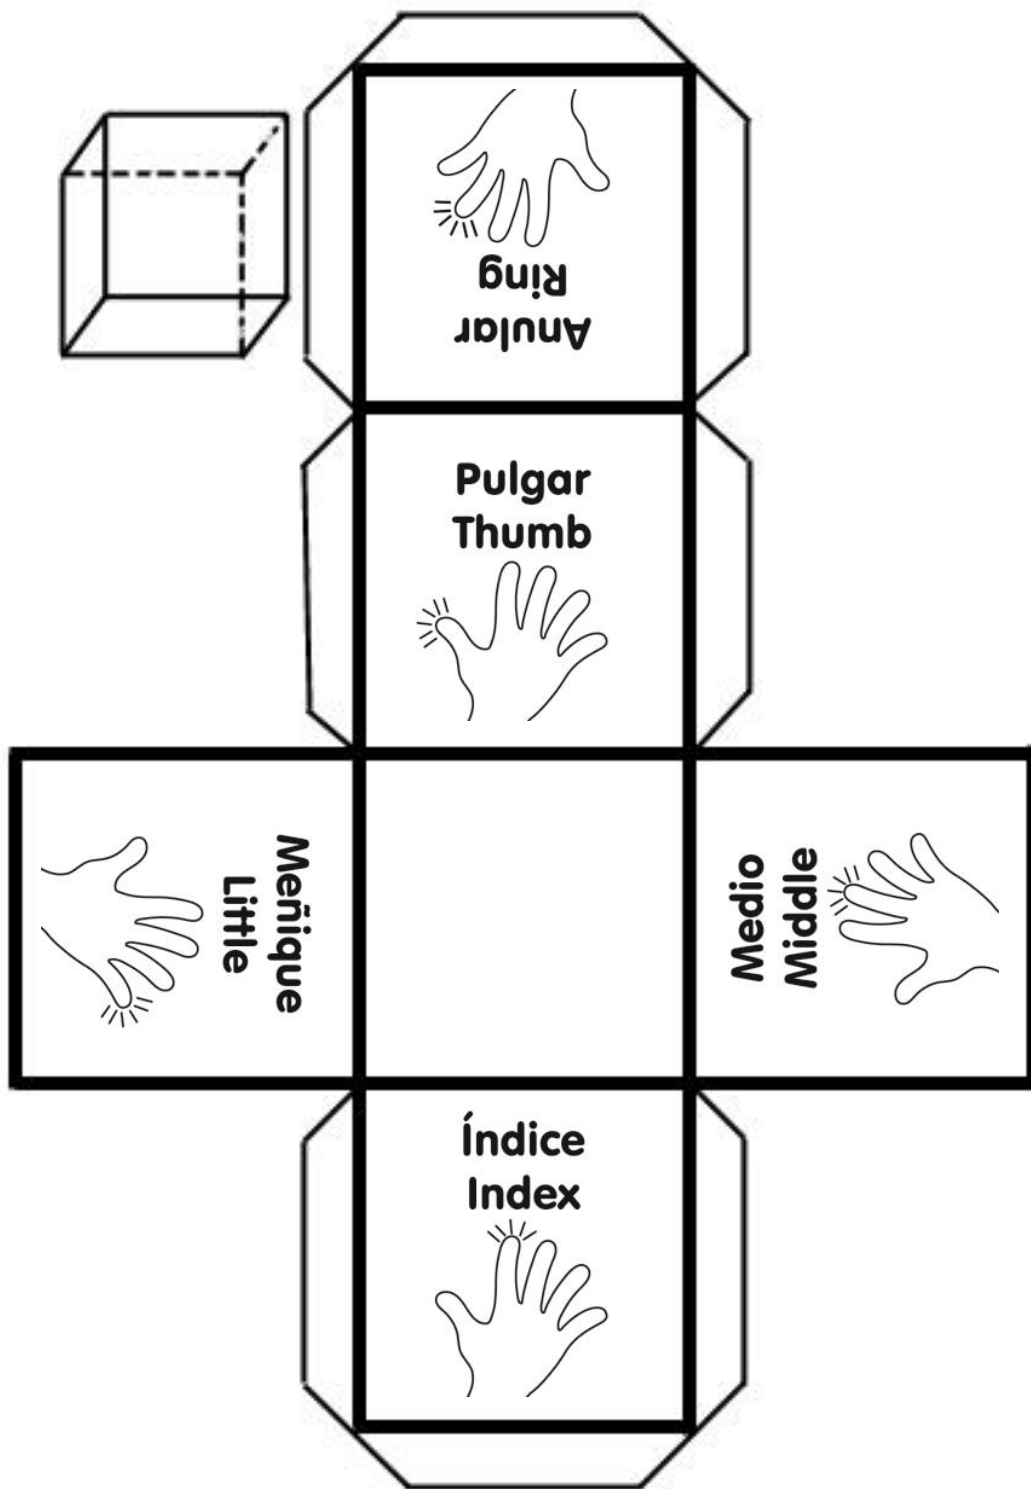 Anular
Ring
Pulgar
Thumb
Meñique
Little
Medio
Middle
Índice
Index